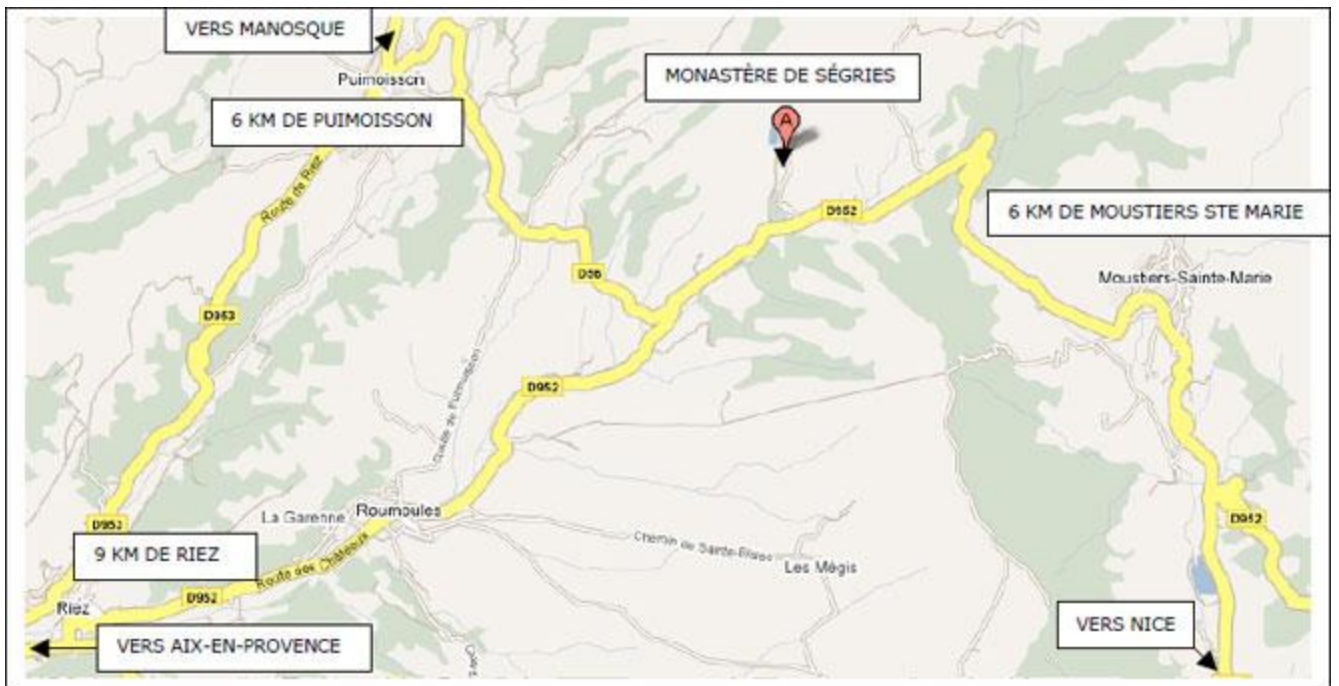 VERS MANOSQUE
Puimoisson
MONASTÈRE DE SÉGRIES
A
6 KM DE PUIMOISSON
Route de Riez
D952
6 KM DE MOUSTIERS STE MARIE
D56
Moustiers-Sainte-Marie
D953
Route de Puimoisson
D952
La Garenne
Roumoules
D953
D952
Chemin de Sainte-
9 KM DE RIEZ
Route des Châteaux
Les Mégis
D952
Riez
VERS NICE
VERS AIX-EN-PROVENCE